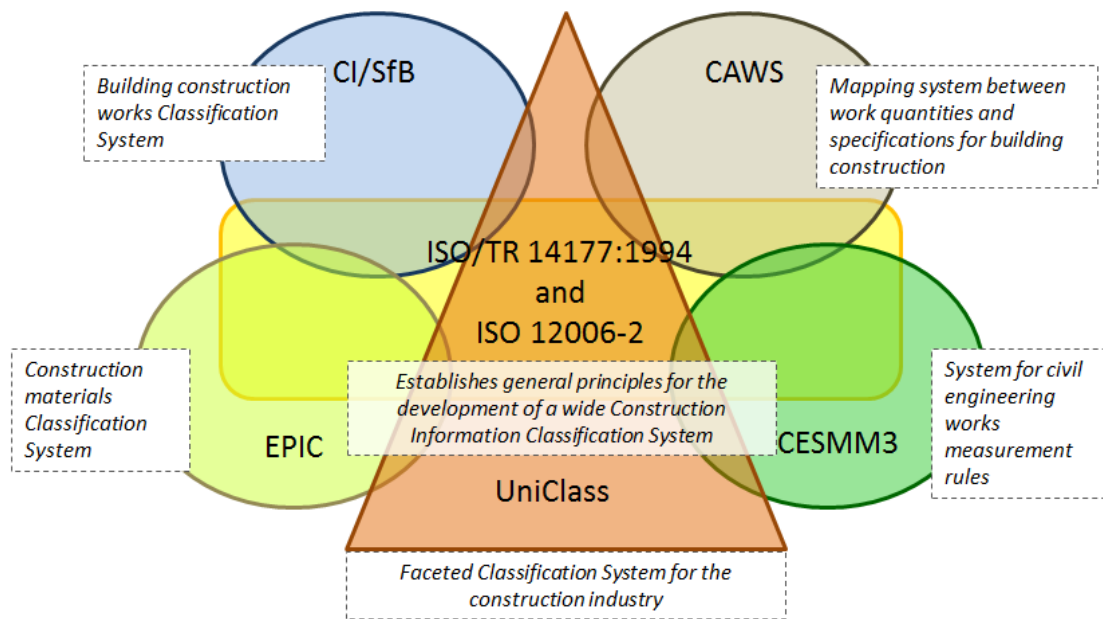 CI/SfB
Building construction
works Classification
System
CAWS
Mapping system between
work quantities and
specifications for building
construction
ISO/TR 14177:1994
and
ISO 12006-2
Establishes general principles for the
development of a wide Construction
Information Classification System
Construction
materials
Classification
System
EPIC
CESMM3
System for civil
engineering
works
measurement
rules
UniClass
Faceted Classification System for the
construction industry